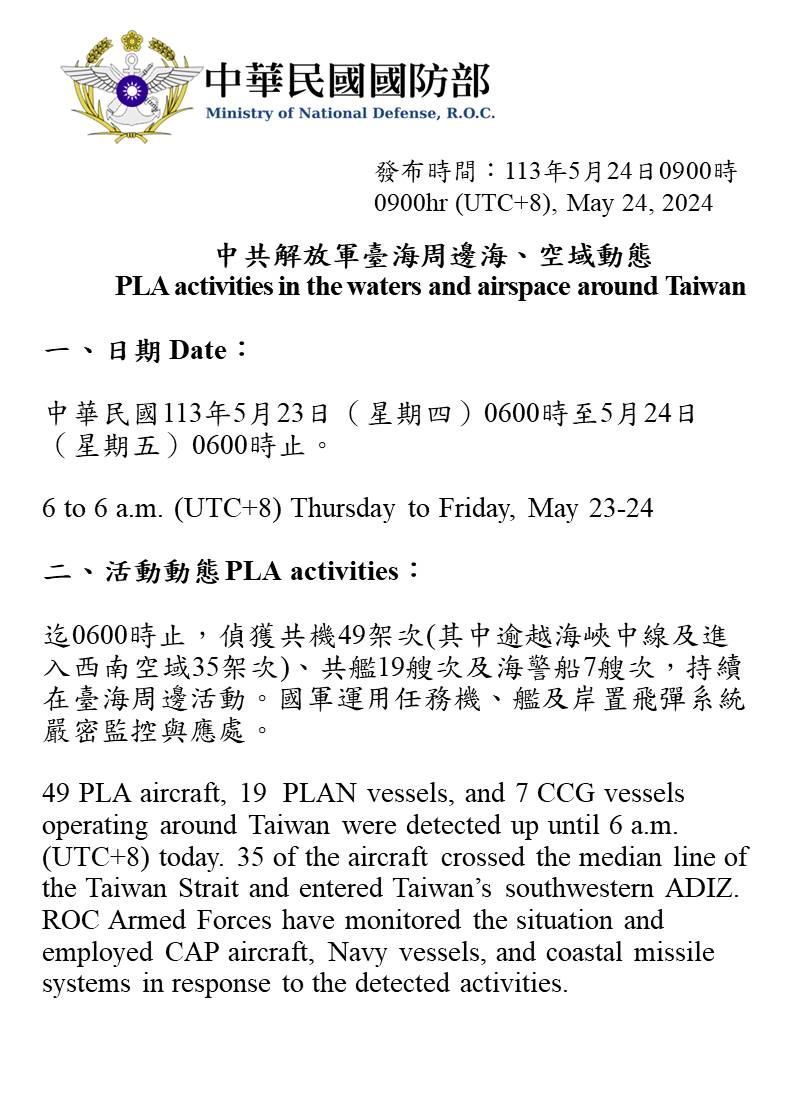 中華民國國防部
Ministry of National Defense, R.O.C.
發布時間：113年5月24日0900時
0900hr (UTC+8), May 24, 2024
中共解放軍臺海周邊海、空域動態
PLA activities in the waters and airspace around Taiwan
一、日期 Date：
中華民國113年5月23日（星期四）0600時至5月24日
（星期五）0600時止。
6 to 6 a.m. (UTC+8) Thursday to Friday, May 23-24
二、活動動態 PLA activities：
迄0600時止，偵獲共機49架次(其中逾越海峽中線及進
入西南空域35架次)、共艦19艘次及海警船7艘次，持續
在臺海周邊活動。國軍運用任務機、艦及岸置飛彈系統
嚴密監控與應處。
49 PLA aircraft, 19 PLAN vessels, and 7 CCG vessels
operating around Taiwan were detected up until 6 a.m.
(UTC+8) today. 35 of the aircraft crossed the median line of
the Taiwan Strait and entered Taiwan’s southwestern ADIZ.
ROC Armed Forces have monitored the situation and
employed CAP aircraft, Navy vessels, and coastal missile
systems in response to the detected activities.